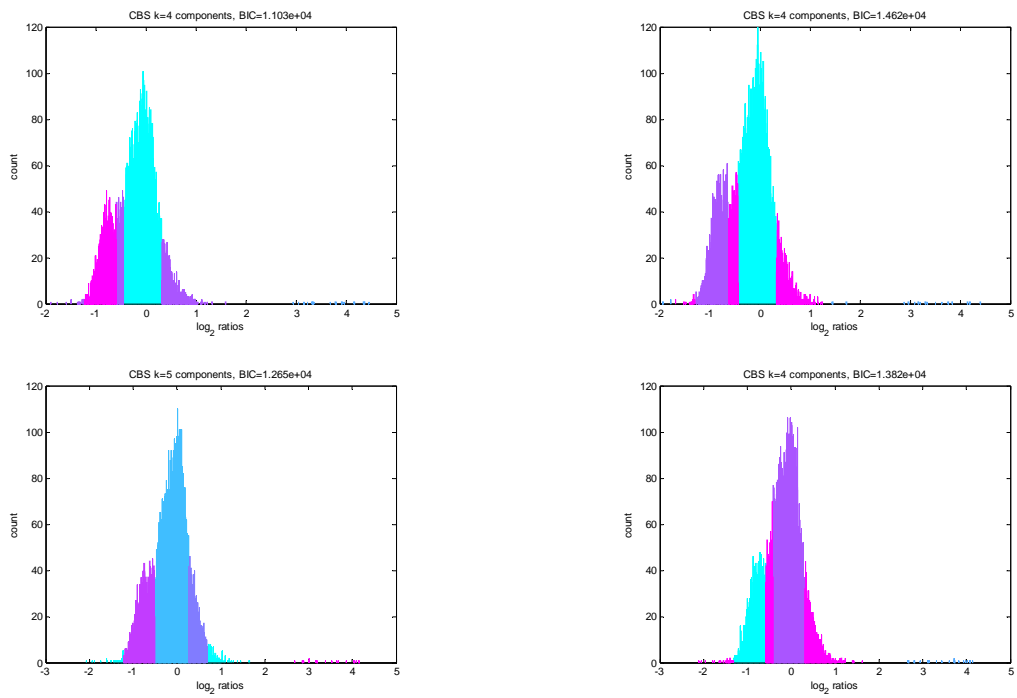 CBS k=4 components, BIC=1.103e+04
120
100
80
60
40
20
0
count
-2 -1 0 1 2 3 4 5
log2 ratios
CBS k=4 components, BIC=1.462e+04
120
100
80
60
40
20
0
count
-2 -1 0 1 2 3 4 5
log2 ratios
CBS k=5 components, BIC=1.265e+04
120
100
80
60
40
20
0
count
-3 -2 -1 0 1 2 3 4 5
log2 ratios
CBS k=4 components, BIC=1.382e+04
120
100
80
60
40
20
0
count
-3 -2 -1 0 1 2 3 4 5
log2 ratios